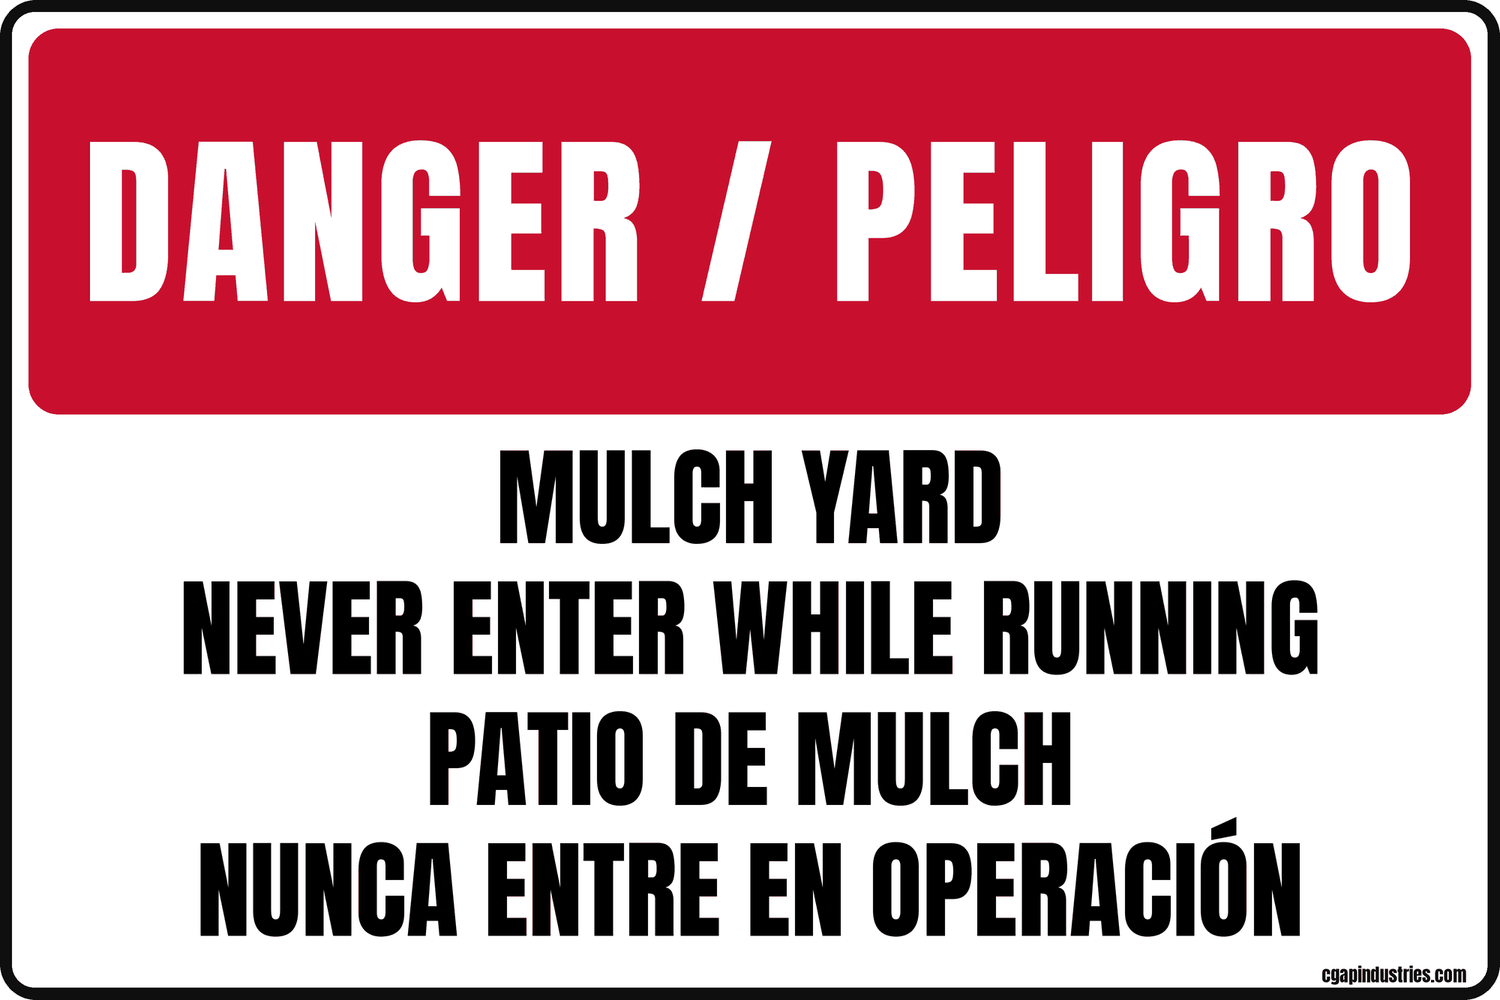 DANGER / PELIGRO
MULCH YARD
NEVER ENTER WHILE RUNNING
PATIO DE MULCH
NUNCA ENTRE EN OPERACIÓN
cgapindustries.com